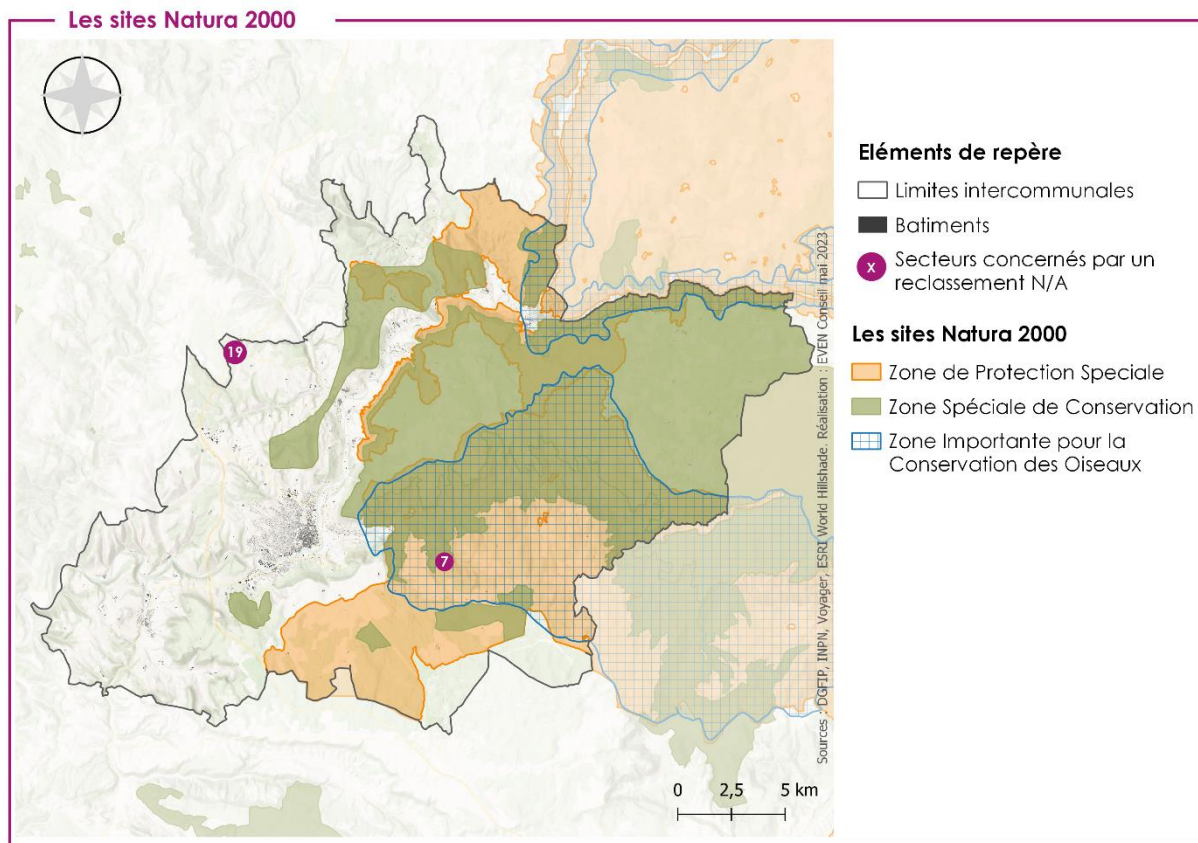 Les sites Natura 2000
Eléments de repère
Limites intercommunales
Batiments
x Secteurs concernés par un
reclassement N/A
Les sites Natura 2000
Zone de Protection Speciale
Zone Spéciale de Conservation
Zone Importante pour la
Conservation des Oiseaux
19
7
0 2,5 5 km
Sources : DGFIP, INPN, Voyager, ESRI World Hillshade. Réalisation : EVEN Conseil mai 2023